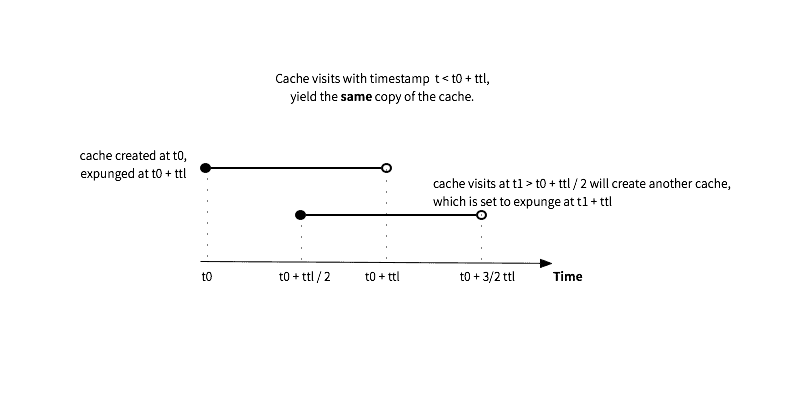 Cache visits with timestamp t < t0 + ttl,
yield the same copy of the cache.
cache created at t0,
expunged at t0 + ttl
cache visits at t1 > t0 + ttl / 2 will create another cache,
which is set to expunge at t1 + ttl
t0
t0 + ttl / 2
t0 + ttl
t0 + 3/2 ttl
Time